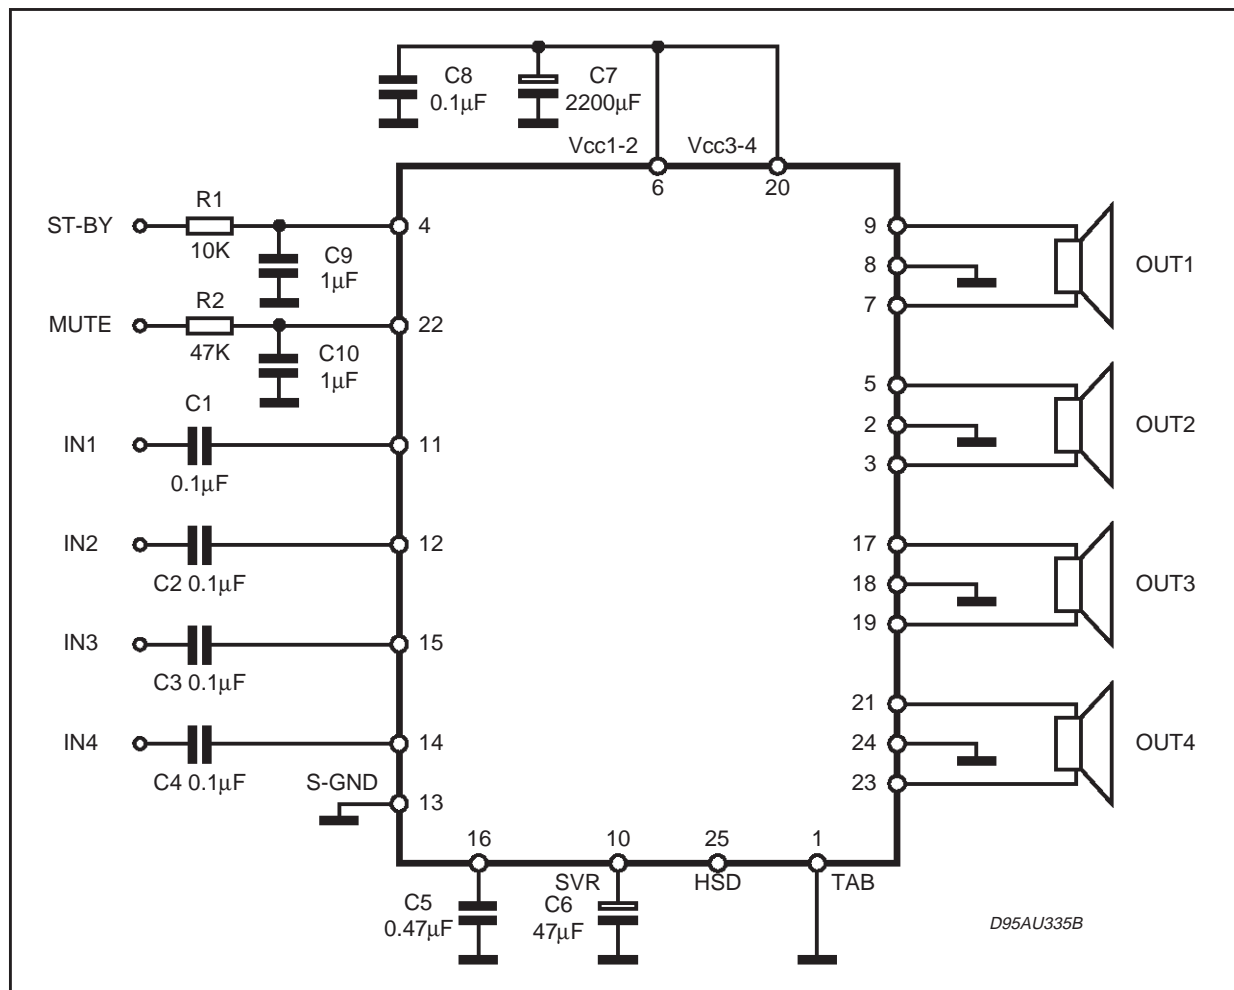 C8
0.1µF
C7
2200µF
Vcc1-2
Vcc3-4
6
20
ST-BY
R1
10K
4
C9
1µF
MUTE
R2
47K
22
C10
1µF
IN1
C1
0.1µF
11
IN2
C2 0.1µF
12
IN3
C3 0.1µF
15
IN4
C4 0.1µF
14
S-GND
13
9
8
7
OUT1
5
2
3
OUT2
17
18
19
OUT3
21
24
23
OUT4
16
10
25
1
SVR
HSD
TAB
C5
0.47µF
C6
47µF
D95AU335B